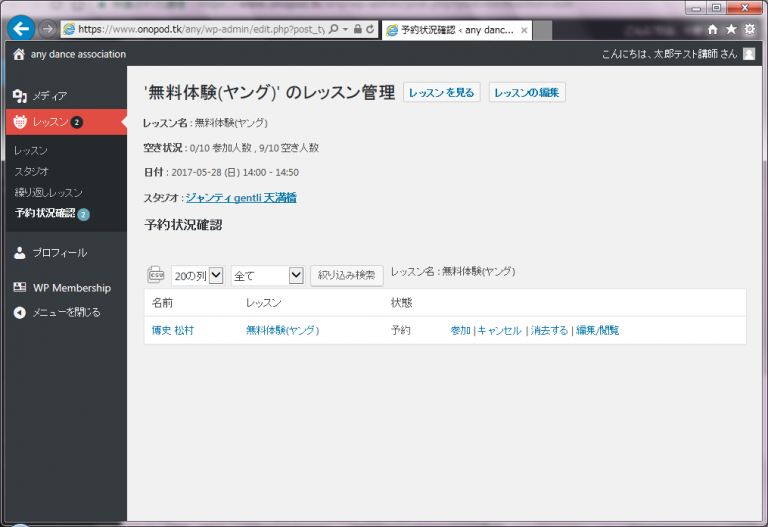 https://www.onopod.tk/any/wp-admin/edit.php?post_ty
予約状況確認 ‹ any danc...
any dance association
こんにちは、太郎テスト講師 さん
メディア
レッスン 2
レッスン
スタジオ
繰り返しレッスン
予約状況確認 2
プロフィール
WP Membership
メニューを閉じる
'無料体験(ヤング)' のレッスン管理 レッスンを見る レッスンの編集
レッスン名 : 無料体験(ヤング)
空き状況 : 0/10 参加人数 , 9/10 空き人数
日付 : 2017-05-28 (日) 14:00 - 14:50
スタジオ : ジャンティ gentli 天満橋
予約状況確認
CSV 20の列 全て 絞り込み検索 レッスン名 : 無料体験(ヤング)
名前 レッスン 状態
博史 松村 無料体験(ヤング) 予約 参加 | キャンセル | 消去する | 編集/閲覧